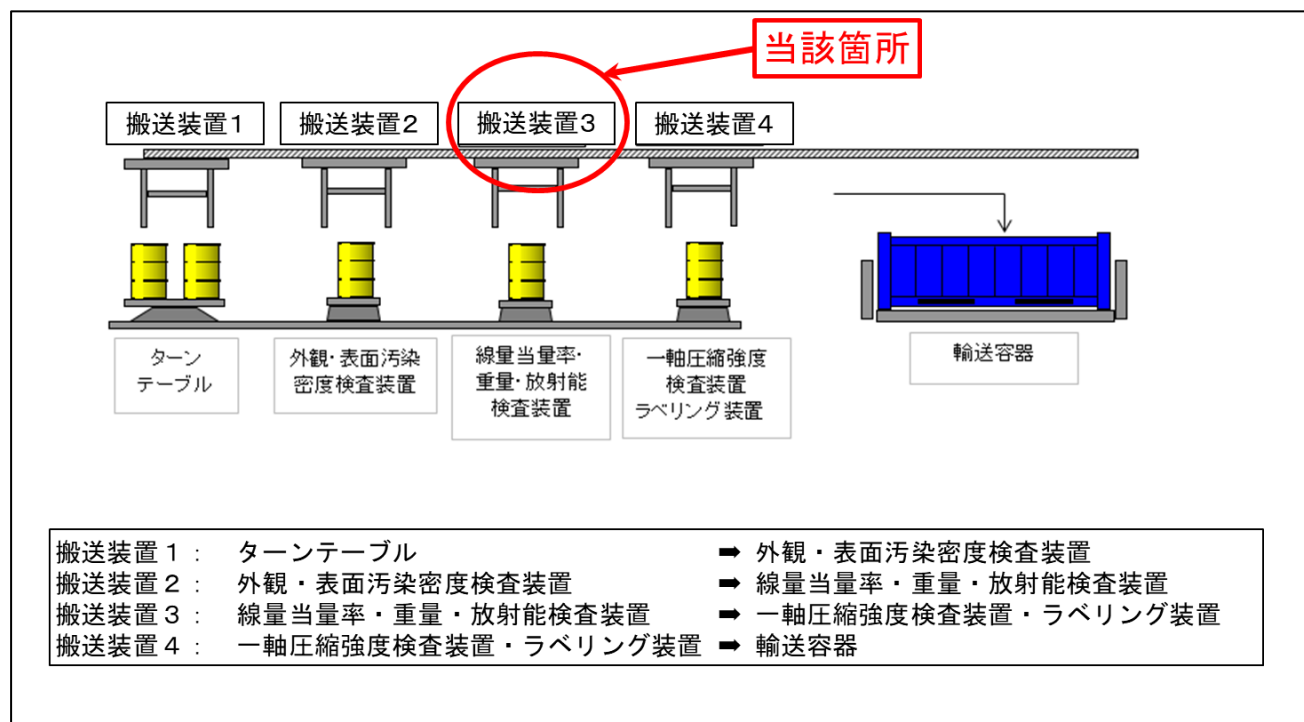 当該箇所
搬送装置1
搬送装置2
搬送装置3
搬送装置4
ターン
テーブル
外観・表面汚染
密度検査装置
線量当量率・
重量・放射能
検査装置
一軸圧縮強度
検査装置
ラベリング装置
輸送容器
搬送装置1: ターンテーブル ➡ 外観・表面汚染密度検査装置
搬送装置2: 外観・表面汚染密度検査装置 ➡ 線量当量率・重量・放射能検査装置
搬送装置3: 線量当量率・重量・放射能検査装置 ➡ 一軸圧縮強度検査装置・ラベリング装置
搬送装置4: 一軸圧縮強度検査装置・ラベリング装置 ➡ 輸送容器